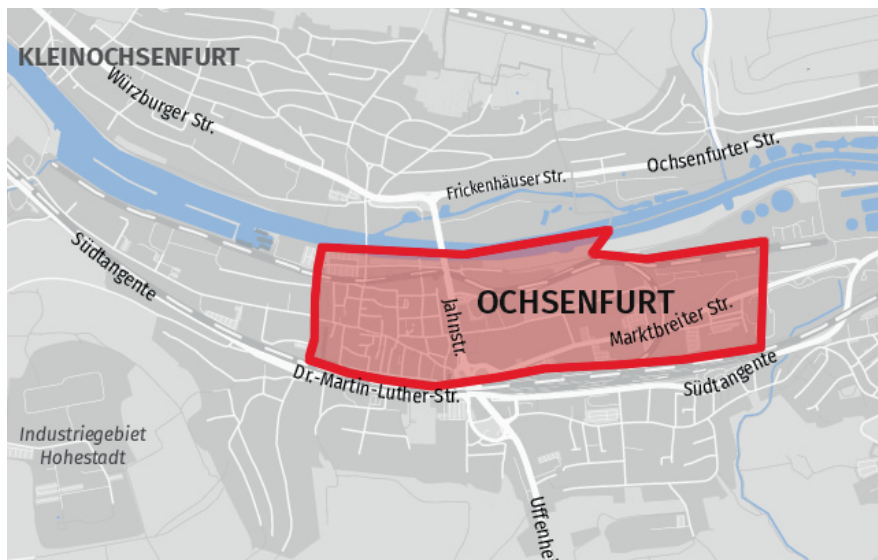 KLEINOCHSENFURT
Würzburger Str.
Ochsenfurter Str.
Frickenhäuser Str.
Südtangente
OCHSENFURT
Jahnstr.
Marktbreiter Str.
Dr.-Martin-Luther-Str.
Südtangente
Industriegebiet
Hohestadt
Uffenhei